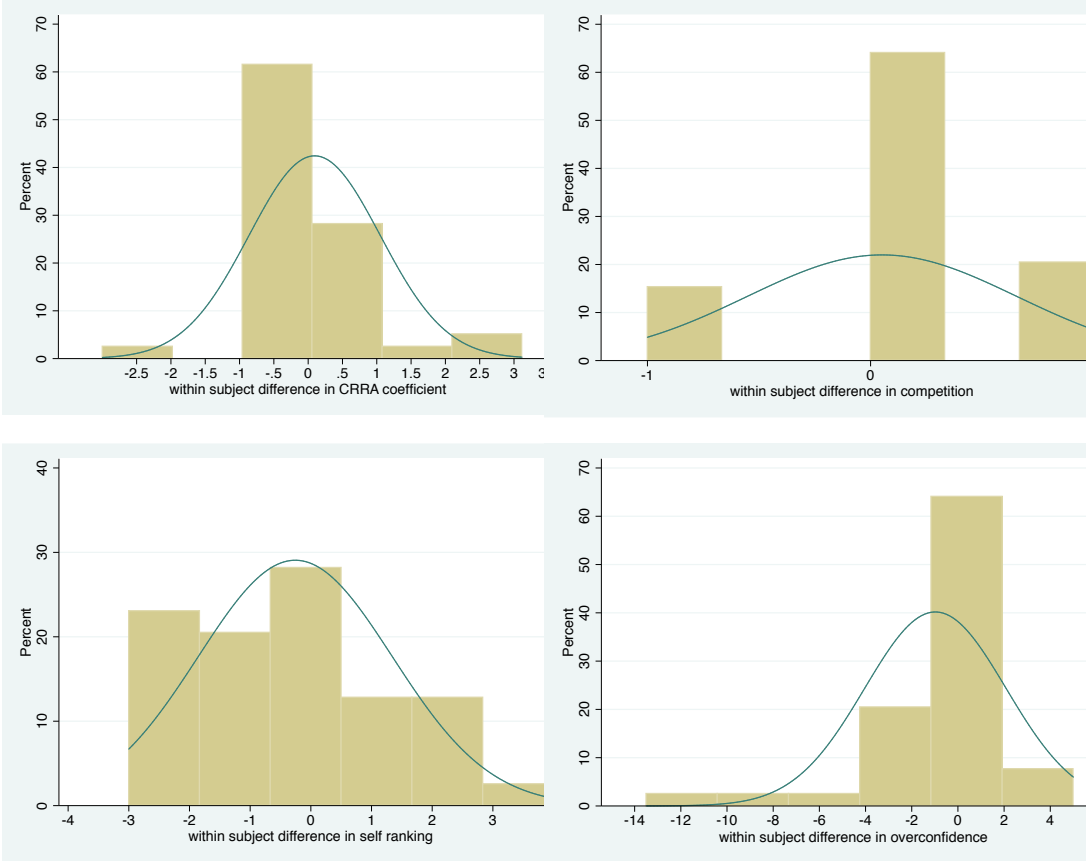 70
60
50
40
30
20
10
0
Percent
-2.5 -2 -1.5 -1 -.5 0 .5 1 1.5 2 2.5 3
within subject difference in CRRA coefficient
70
60
50
40
30
20
10
0
Percent
-1 0
within subject difference in competition
40
30
20
10
0
Percent
-4 -3 -2 -1 0 1 2 3
within subject difference in self ranking
70
60
50
40
30
20
10
0
Percent
-14 -12 -10 -8 -6 -4 -2 0 2 4
within subject difference in overconfidence